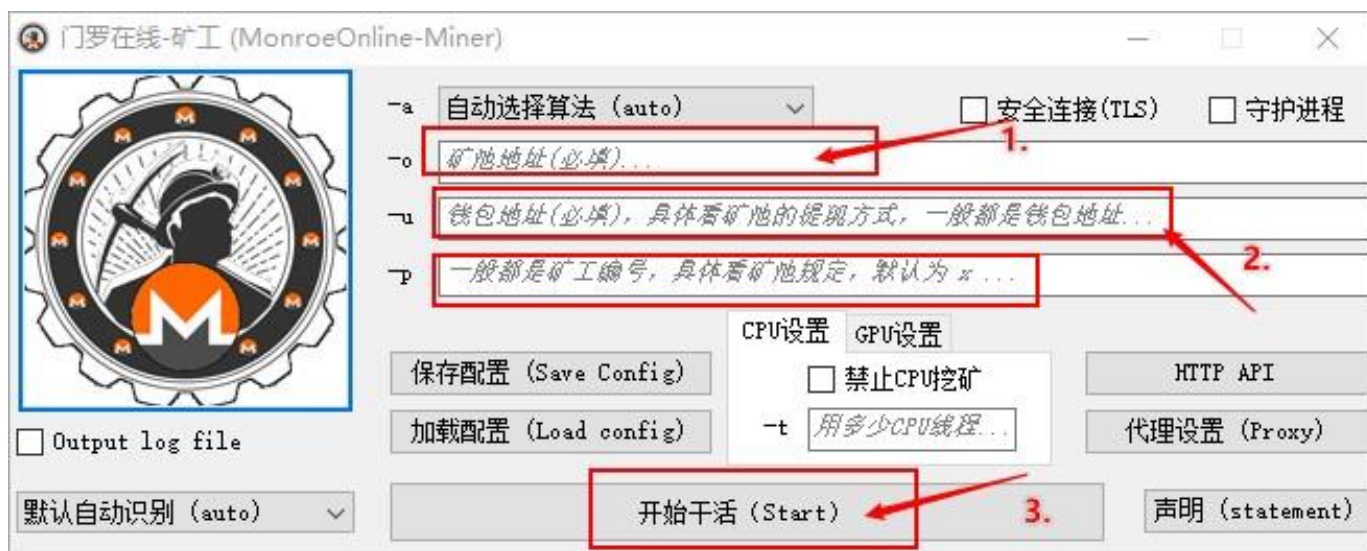 门罗在线-矿工 (MonroeOnline-Miner)
-a 自动选择算法 (auto) 安全连接(TLS) 守护进程
-o 矿池地址(必填)... 1.
-u 钱包地址(必填), 具体看矿池的提现方式, 一般都是钱包地址...
2.
-p 一般都是矿工编号, 具体看矿池规定, 默认为 x ...
CPU设置 GPU设置
保存配置 (Save Config) 禁止CPU挖矿 HTTP API
Output log file 加载配置 (Load config) -t 用多少CPU线程... 代理设置 (Proxy)
默认自动识别 (auto) 开始干活 (Start) 3. 声明 (statement)